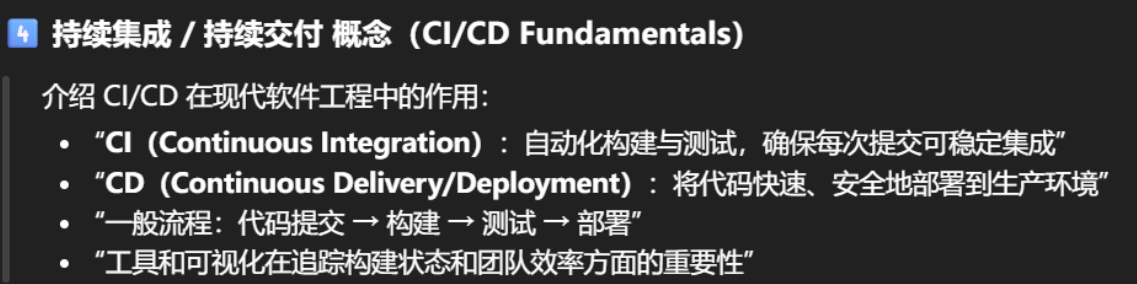 4 持续集成 / 持续交付 概念（CI/CD Fundamentals）
介绍 CI/CD 在现代软件工程中的作用：
• “CI（Continuous Integration）：自动化构建与测试，确保每次提交可稳定集成”
• “CD（Continuous Delivery/Deployment）：将代码快速、安全地部署到生产环境”
• “一般流程：代码提交 → 构建 → 测试 → 部署”
• “工具和可视化在追踪构建状态和团队效率方面的重要性”